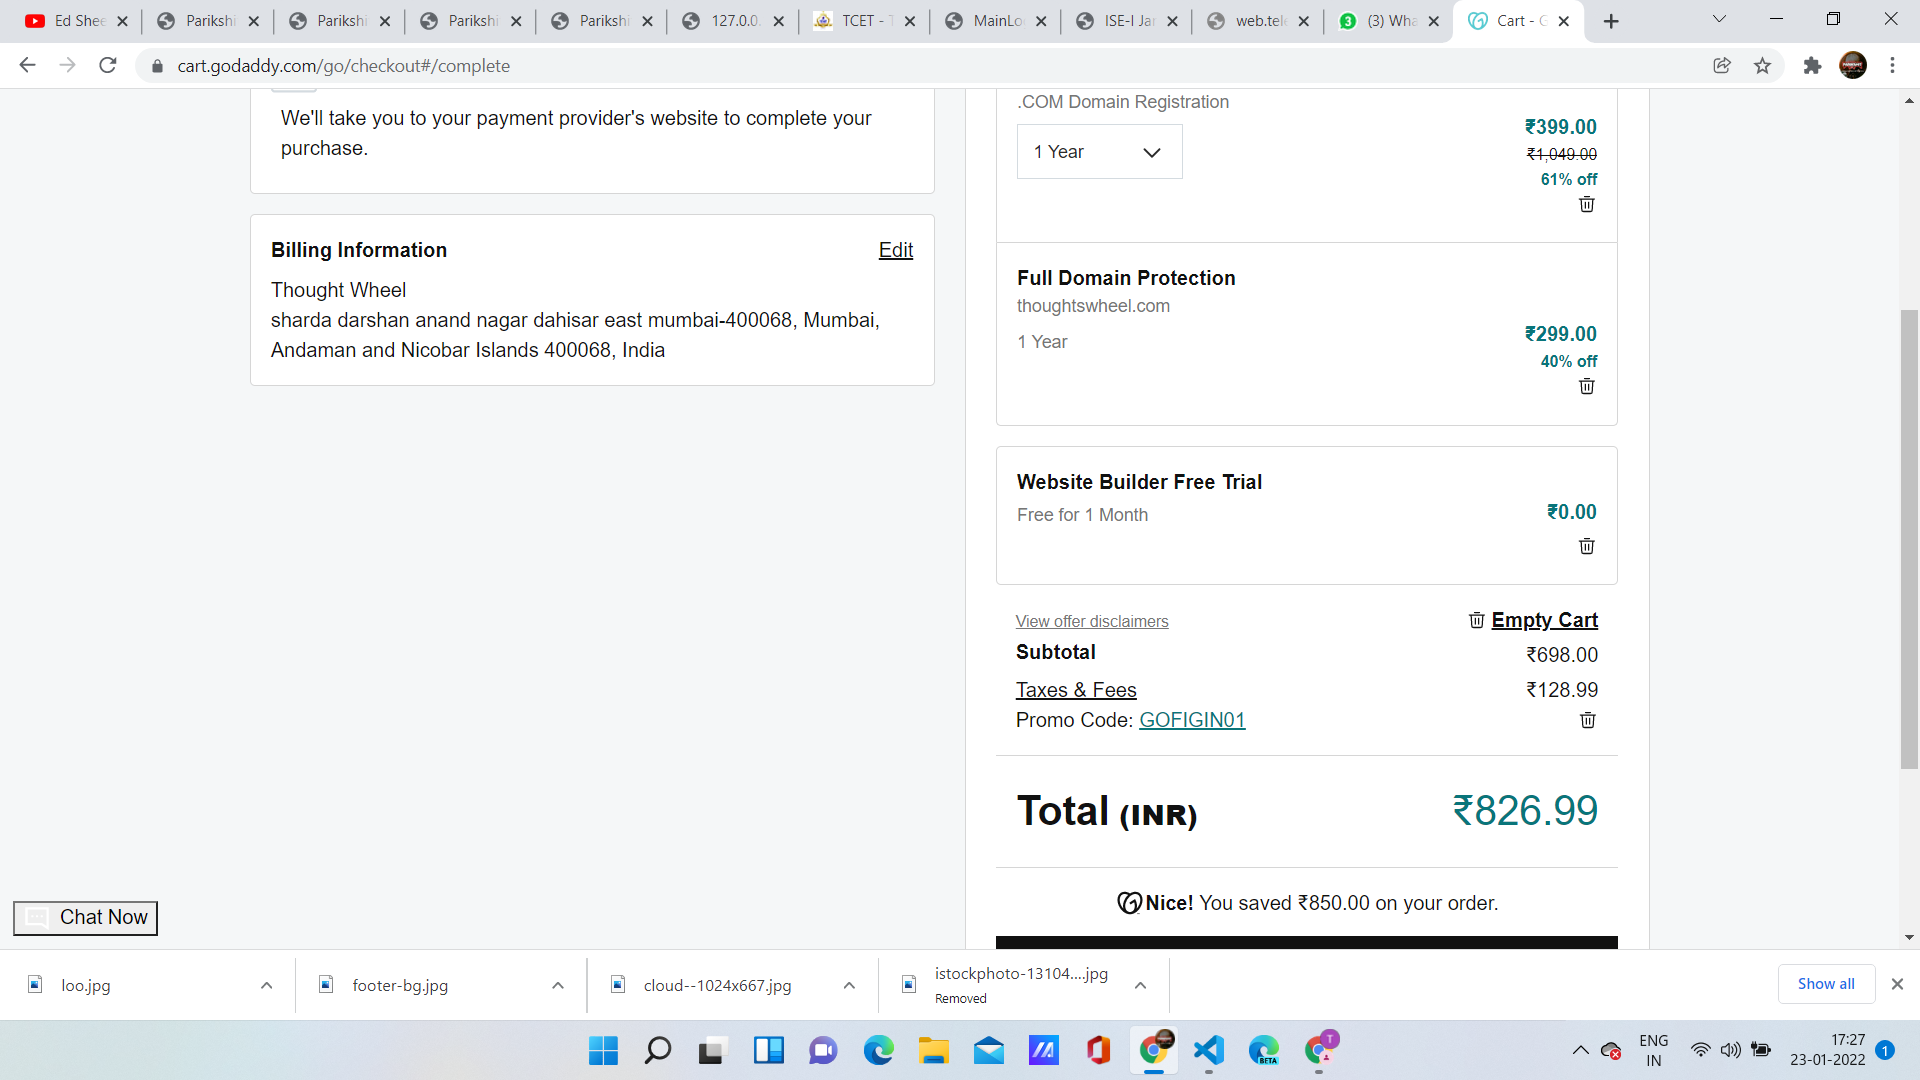 Ed Shee
Parikshi
Parikshi
Parikshi
Parikshi
127.0.0.
TCET - T
MainLo
ISE-I Jan
web.tele
(3) Wha
Cart - G
cart.godaddy.com/go/checkout#/complete
We'll take you to your payment provider's website to complete your
purchase.
Billing Information
Edit
Thought Wheel
sharda darshan anand nagar dahisar east mumbai-400068, Mumbai,
Andaman and Nicobar Islands 400068, India
.COM Domain Registration
₹399.00
1 Year
₹1,049.00
61% off
Full Domain Protection
thoughtswheel.com
₹299.00
1 Year
40% off
Website Builder Free Trial
Free for 1 Month
₹0.00
View offer disclaimers
Empty Cart
Subtotal
₹698.00
Taxes & Fees
₹128.99
Promo Code: GOFIGIN01
Total (INR)
₹826.99
Nice! You saved ₹850.00 on your order.
Chat Now
loo.jpg
footer-bg.jpg
cloud--1024x667.jpg
istockphoto-13104....jpg
Removed
Show all
BETA
T
ENG
IN
17:27
23-01-2022
1